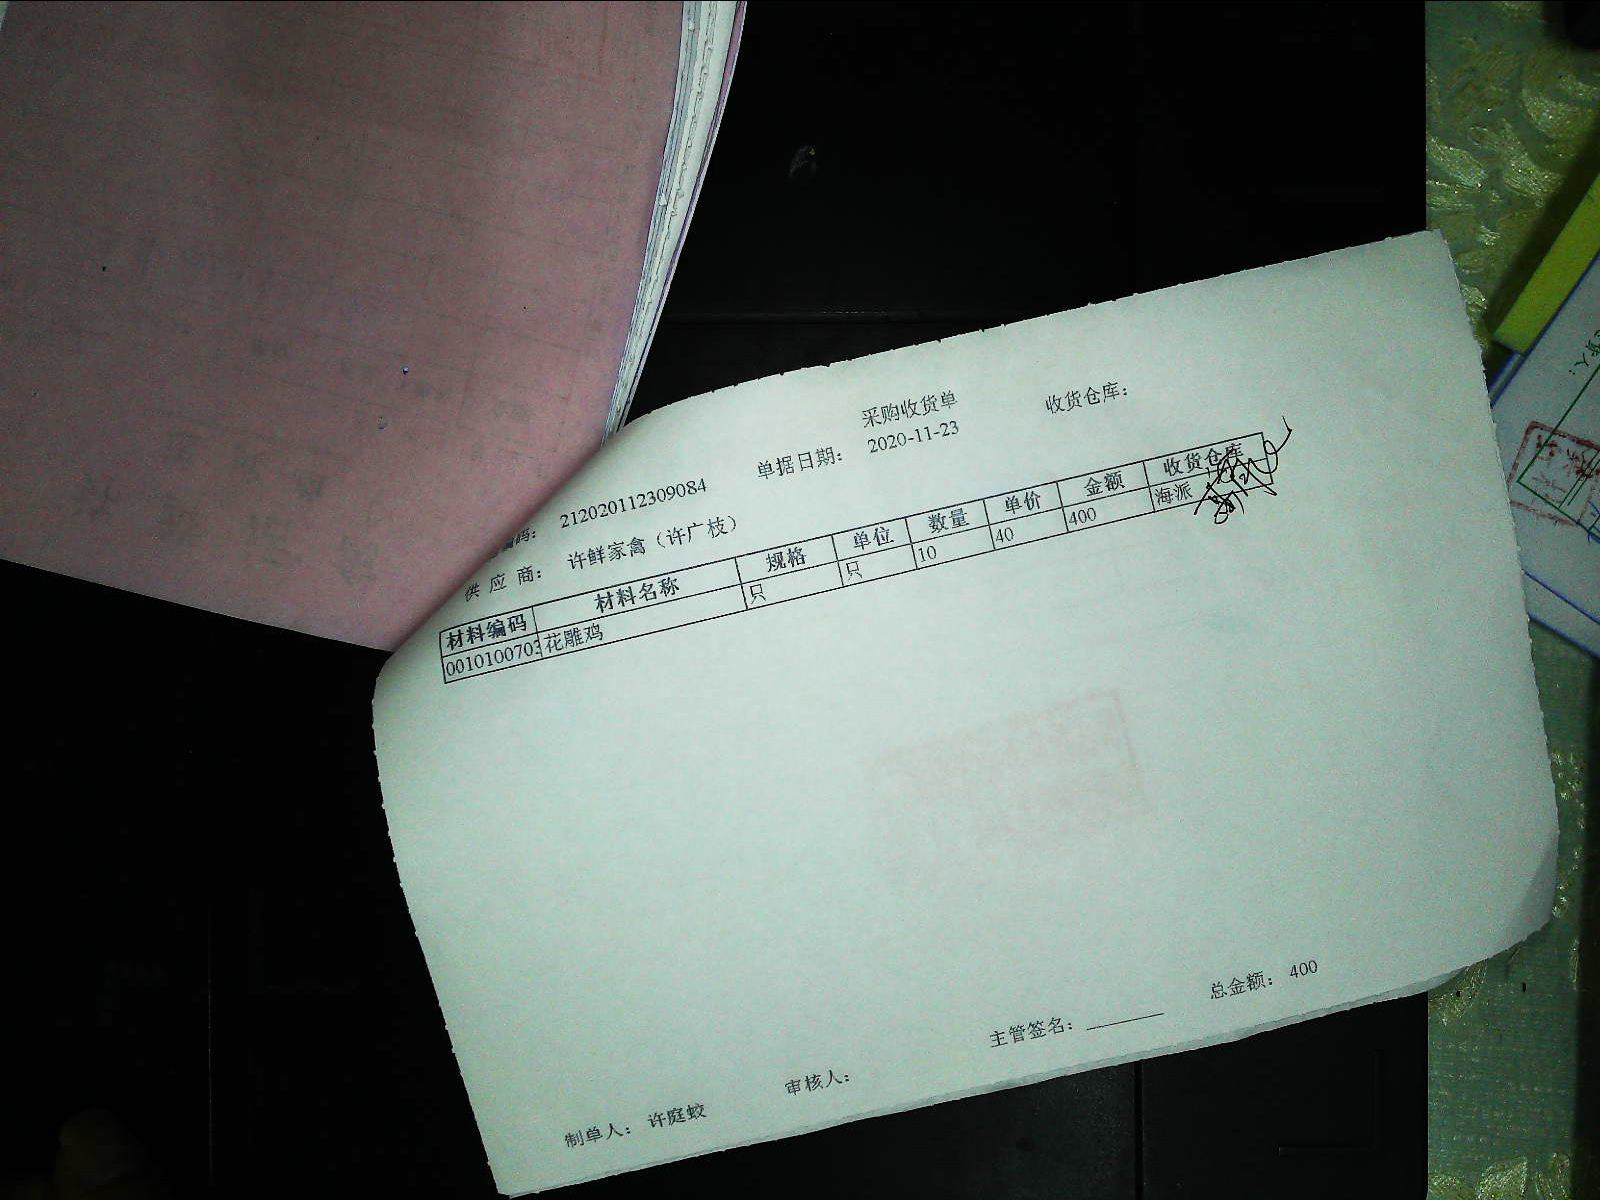 采购收货单
收货仓库：
编码： 212020112309084 单据日期： 2020-11-23
供 应 商： 许鲜家禽（许广枝）
材料编码 材料名称 规格 单位 数量 单价 金额 收货仓库
001010070 花雕鸡 只 只 10 40 400 海派
总金额： 400
主管签名：
审核人：
制单人： 许庭蛟